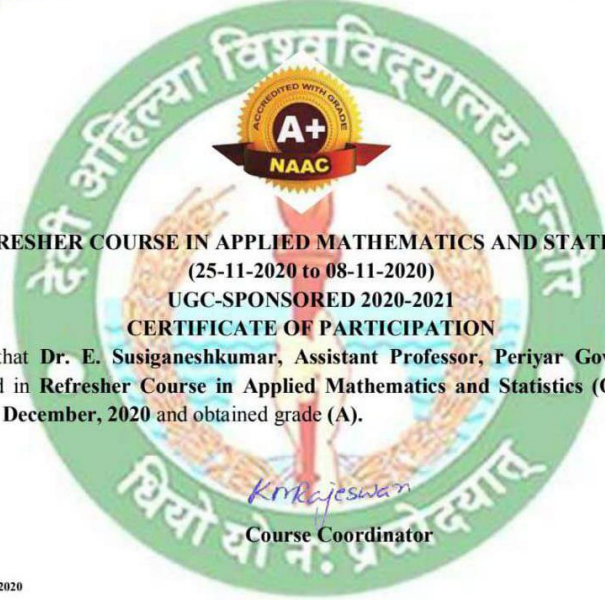 देवी अहिल्या विश्वविद्यालय, इन्दौर
ACCREDITED WITH GRADE
A+
NAAC
RESHER COURSE IN APPLIED MATHEMATICS AND STATE
(25-11-2020 to 08-11-2020)
UGC-SPONSORED 2020-2021
CERTIFICATE OF PARTICIPATION
that Dr. E. Susiganeshkumar, Assistant Professor, Periyar Gov
d in Refresher Course in Applied Mathematics and Statistics (
December, 2020 and obtained grade (A).
KMRajeswari
Course Coordinator
धियो यो नः प्रचोदयात्
2020